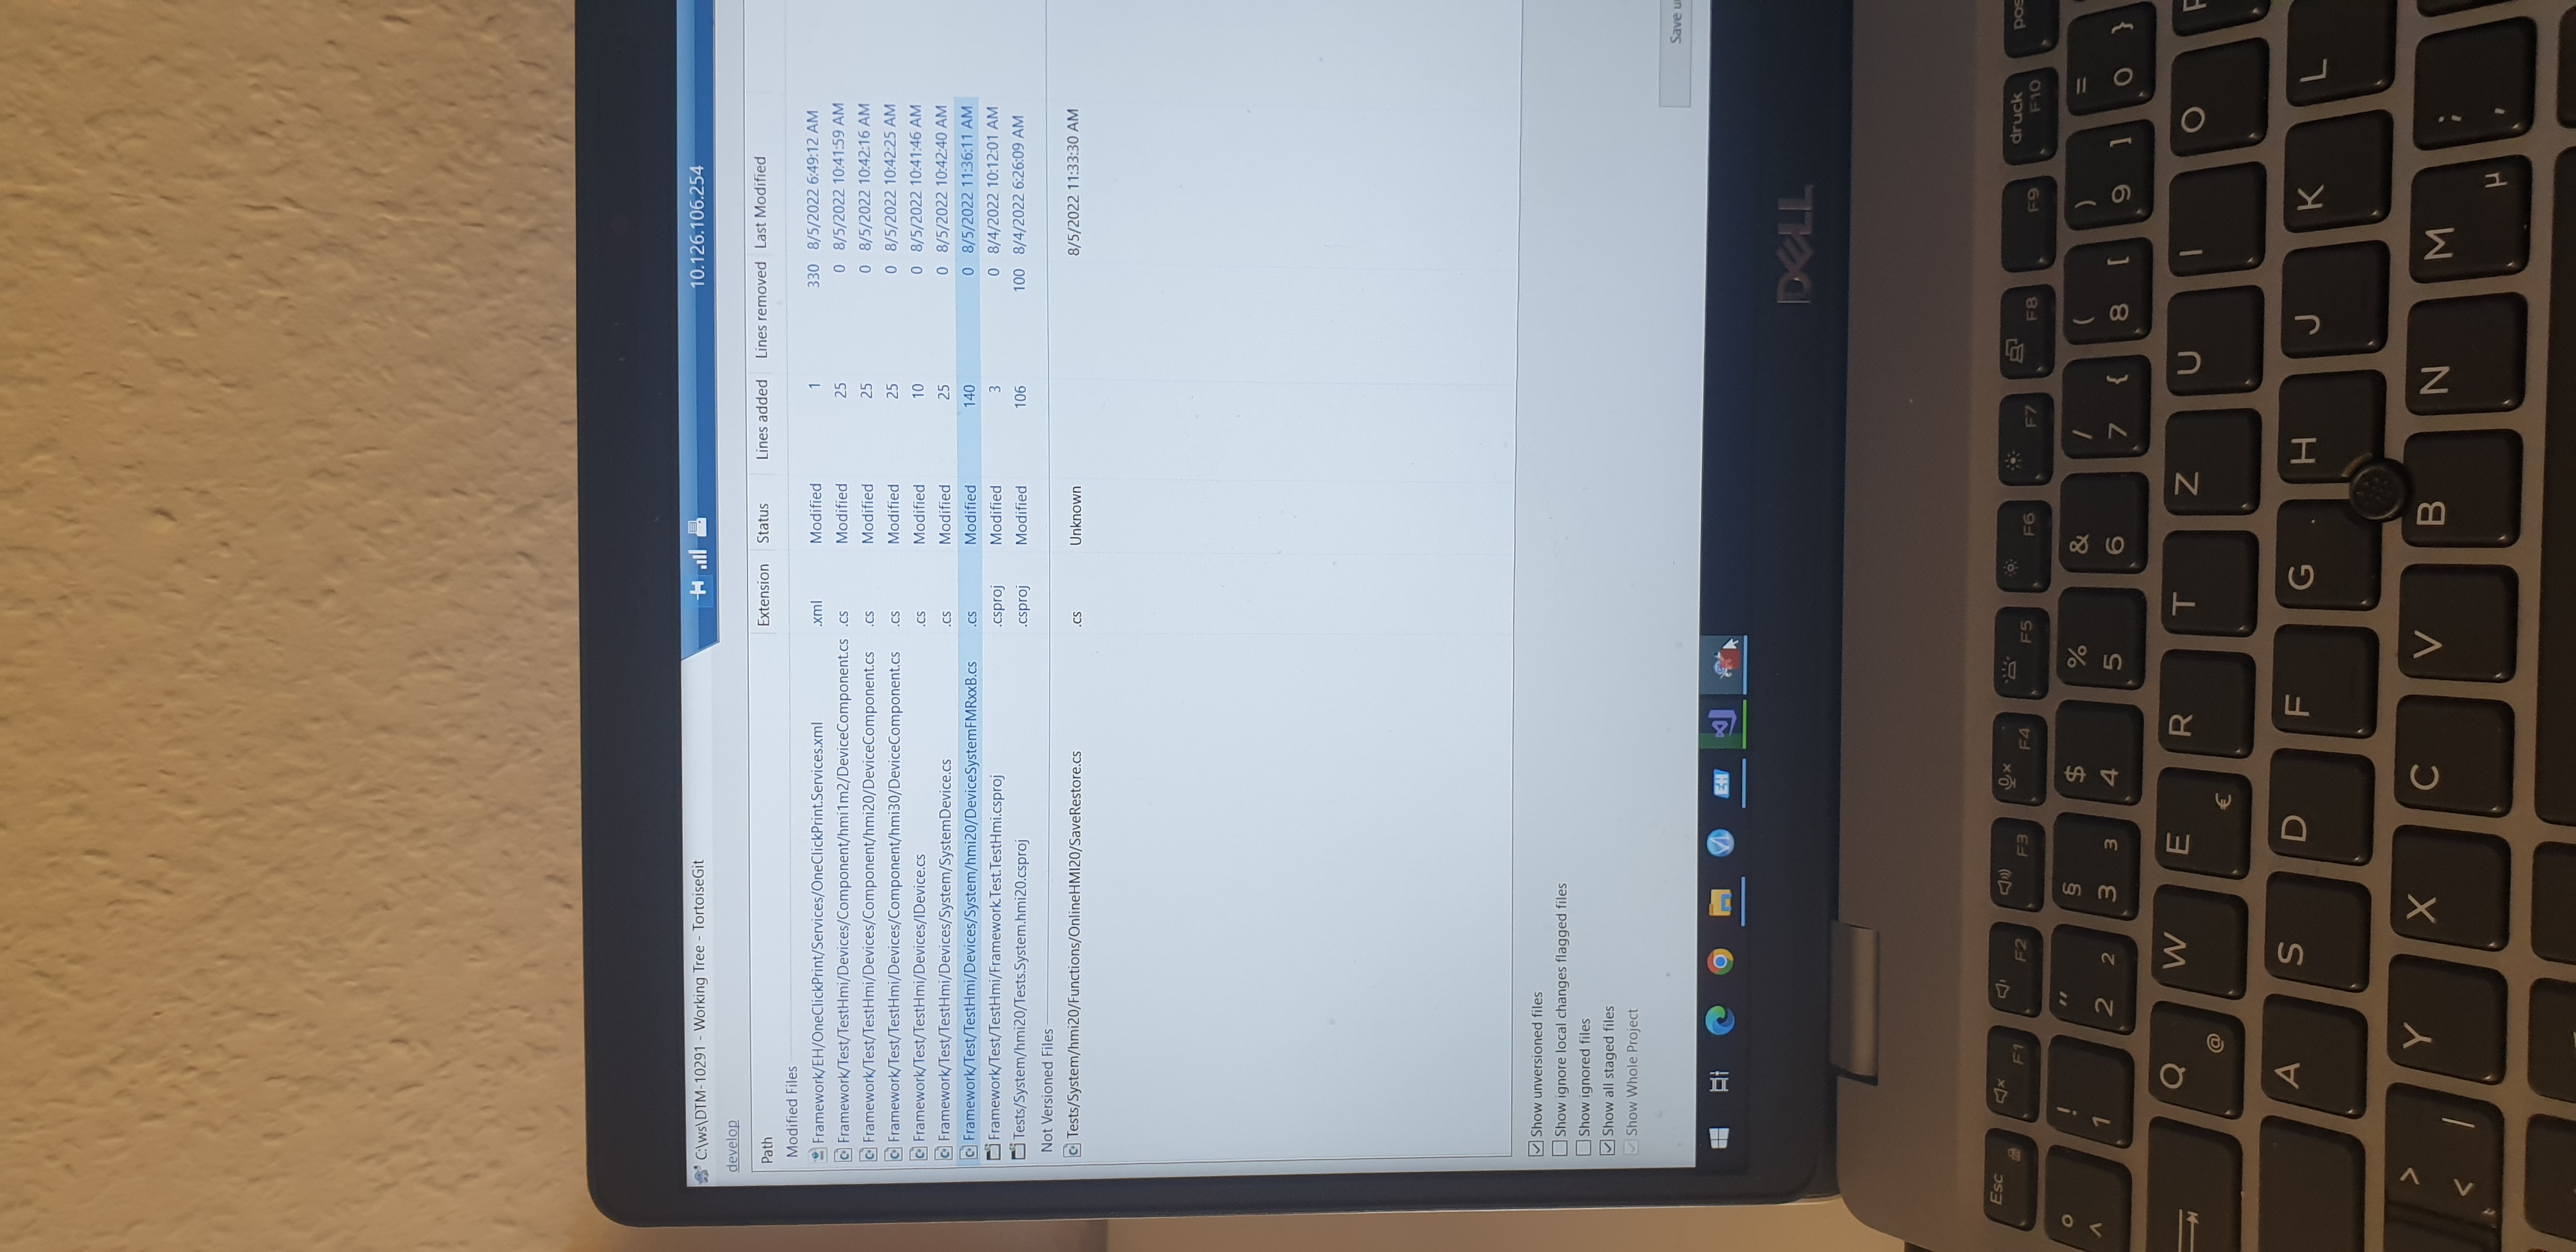 C:\ws\DTM-10291 - Working Tree - TortoiseGit
10.126.106.254
develop
Path Extension Status Lines added Lines removed Last Modified
Modified Files
Framework/EH/OneClickPrint/Services/OneClickPrint.Services.xml .xml Modified 1 330 8/5/2022 6:49:12 AM
Framework/Test/TestHmi/Devices/Component/hmi1m2/DeviceComponent.cs .cs Modified 25 0 8/5/2022 10:41:59 AM
Framework/Test/TestHmi/Devices/Component/hmi20/DeviceComponent.cs .cs Modified 25 0 8/5/2022 10:42:16 AM
Framework/Test/TestHmi/Devices/Component/hmi30/DeviceComponent.cs .cs Modified 25 0 8/5/2022 10:42:25 AM
Framework/Test/TestHmi/Devices/IDevice.cs .cs Modified 10 0 8/5/2022 10:41:46 AM
Framework/Test/TestHmi/Devices/System/SystemDevice.cs .cs Modified 25 0 8/5/2022 10:42:40 AM
Framework/Test/TestHmi/Devices/System/hmi20/DeviceSystemFMRxxB.cs .cs Modified 140 0 8/5/2022 11:36:11 AM
Framework/Test/TestHmi/Framework.Test.TestHmi.csproj .csproj Modified 3 0 8/4/2022 10:12:01 AM
Tests/System/hmi20/Tests.System.hmi20.csproj .csproj Modified 106 100 8/4/2022 6:26:09 AM
Not Versioned Files
Tests/System/hmi20/Functions/OnlineHMI20/SaveRestore.cs .cs Unknown 8/5/2022 11:33:30 AM
Show unversioned files
Show ignore local changes flagged files
Show ignored files
Show all staged files
Show Whole Project
Save
EH
DELL
Esc F1 F2 F3 F4 F5 F6 F7 F8 F9 druck F10 pos
° ! " § $ % & / ( ) =
^ 1 2 2 3 3 4 5 6 7 { 8 [ 9 ] 0 }
Q @ W E € R T Z U I O
A S D F G H J K L
> < | Y X C V B N M µ ; ,